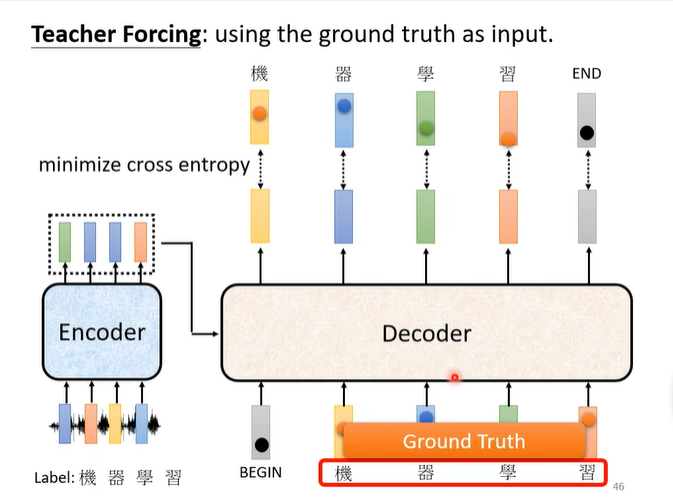 Teacher Forcing: using the ground truth as input.
機 器 學 習 END
minimize cross entropy
Encoder
Decoder
Ground Truth
Label: 機 器 學 習
BEGIN
機 器 學 習
46